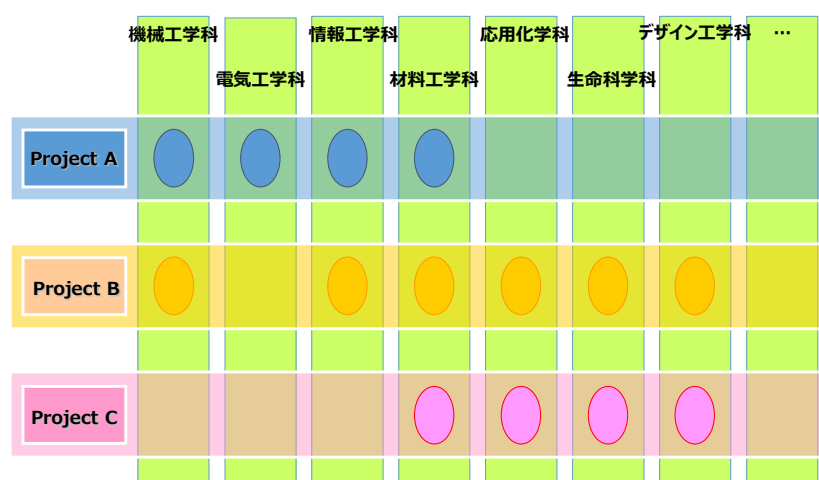 機械工学科
情報工学科
応用化学科
デザイン工学科
…
電気工学科
材料工学科
生命科学科
Project A
Project B
Project C